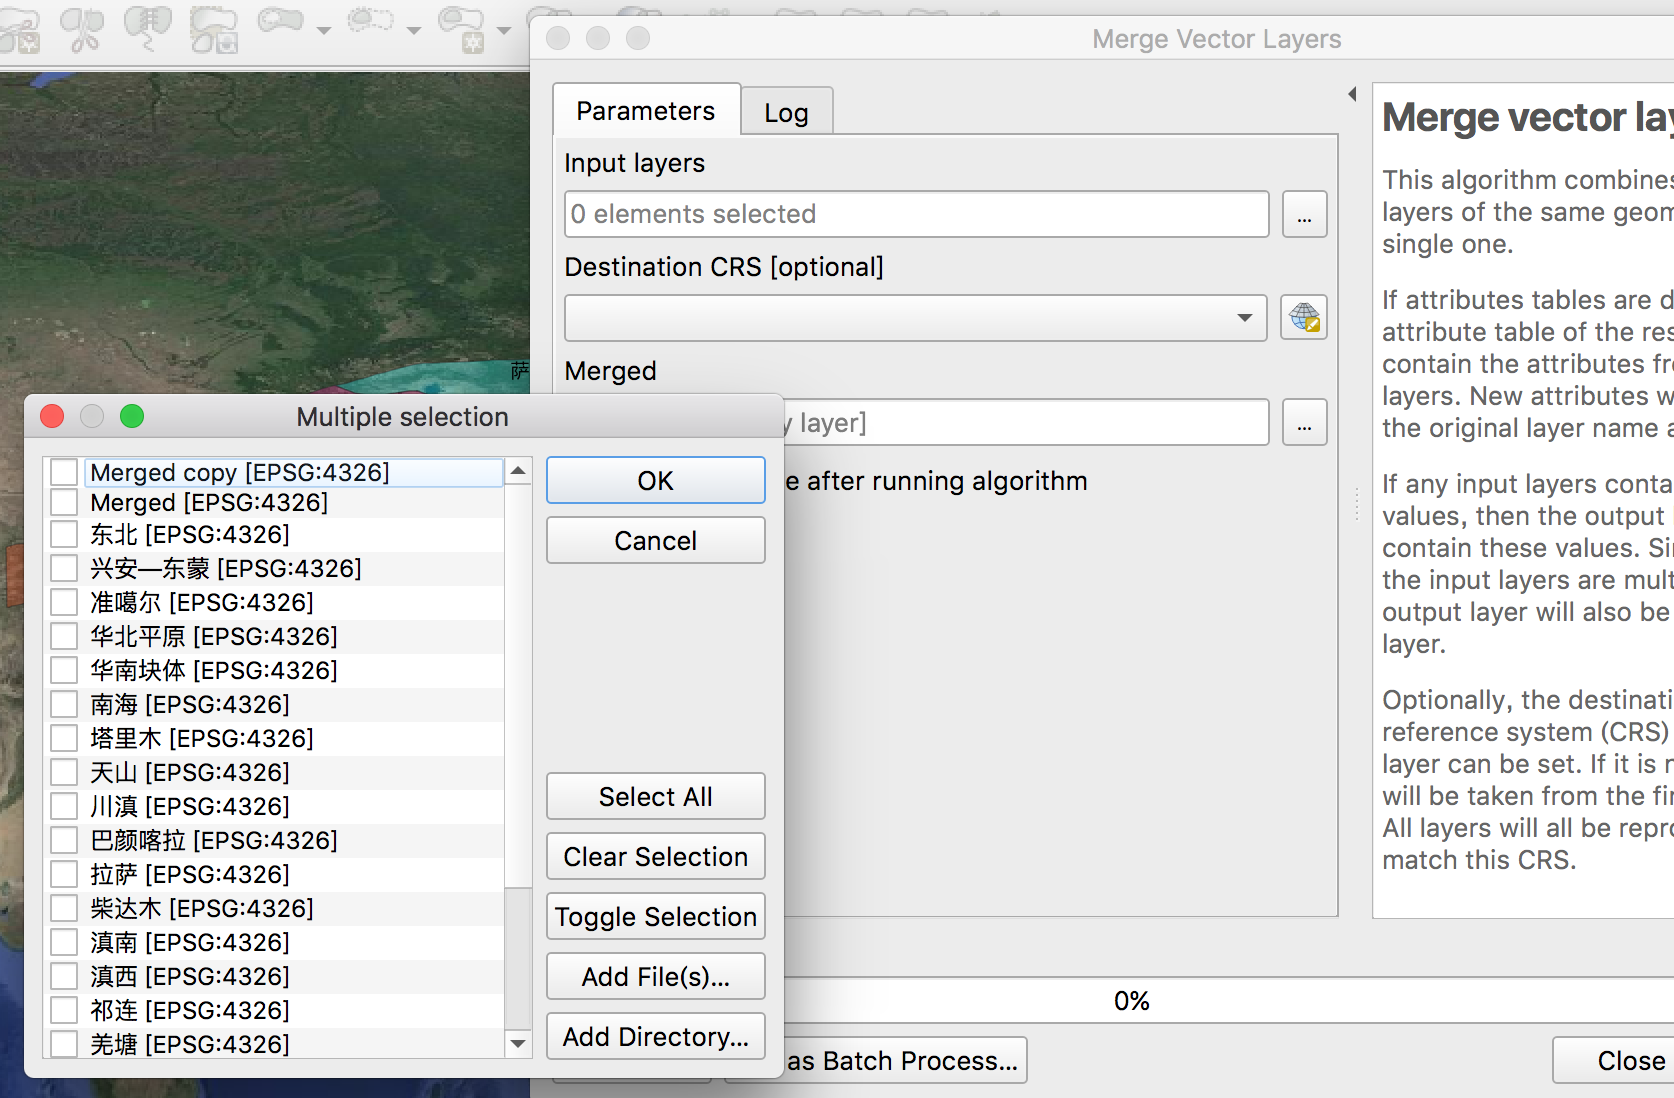 Merge Vector Layers
Parameters
Log
Input layers
0 elements selected
...
Destination CRS [optional]
Merged
layer]
...
after running algorithm
0%
as Batch Process...
Close
萨
Multiple selection
Merged copy [EPSG:4326]
Merged [EPSG:4326]
东北 [EPSG:4326]
兴安—东蒙 [EPSG:4326]
准噶尔 [EPSG:4326]
华北平原 [EPSG:4326]
华南块体 [EPSG:4326]
南海 [EPSG:4326]
塔里木 [EPSG:4326]
天山 [EPSG:4326]
川滇 [EPSG:4326]
巴颜喀拉 [EPSG:4326]
拉萨 [EPSG:4326]
柴达木 [EPSG:4326]
滇南 [EPSG:4326]
滇西 [EPSG:4326]
祁连 [EPSG:4326]
羌塘 [EPSG:4326]
OK
Cancel
Select All
Clear Selection
Toggle Selection
Add File(s)...
Add Directory...
Merge vector
This algorithm combines
layers of the same
single one.
If attributes tables are
attribute table of the
contain the attributes
layers. New attributes
the original layer name
If any input layers
values, then the output
contain these values.
the input layers are
output layer will also be
layer.
Optionally, the
reference system (CRS)
layer can be set. If it is
will be taken from the
All layers will all be
match this CRS.